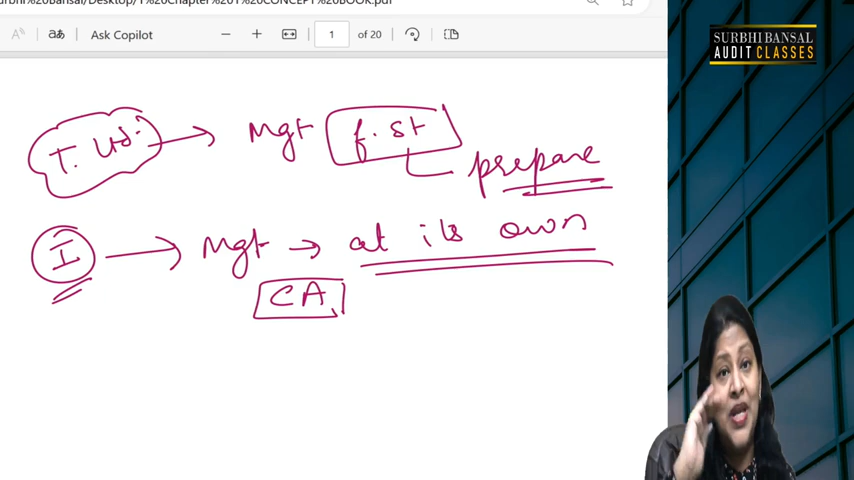 urbhi%20Bansal/Desktop/1%20Chapter%201%20CONCEPT%20BOOK.pdf
Ask Copilot
1 of 20
SURBHI BANSAL
AUDIT CLASSES
T. Ltd. → Mgt f. St
prepare
I → Mgt → at its own
CA